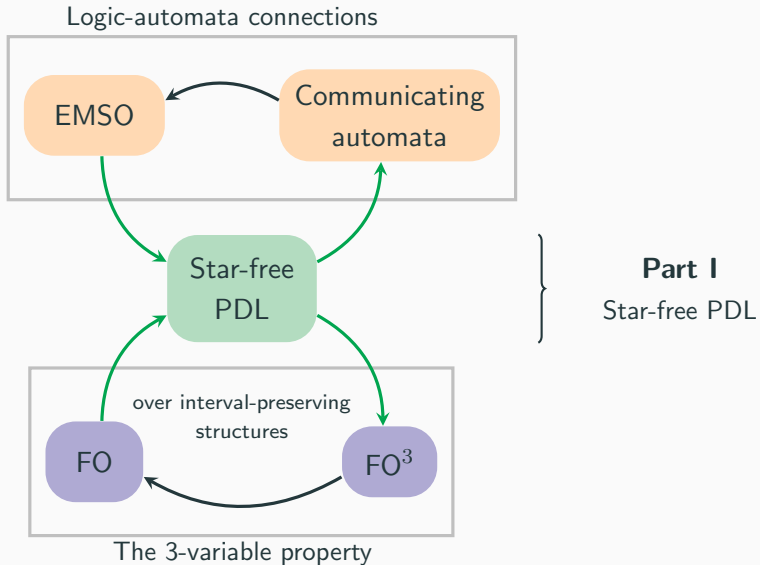 Logic-automata connections
EMSO
Communicating
automata
Star-free
PDL
Part I
Star-free PDL
over interval-preserving
structures
FO
FO³
The 3-variable property